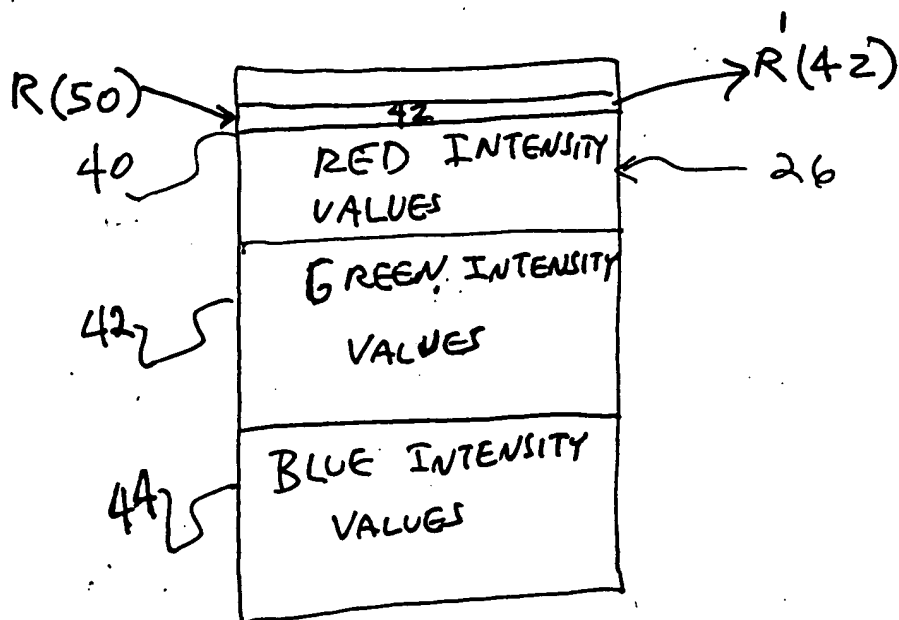 R(50)
R'(42)
42
40
RED INTENSITY
VALUES
26
GREEN INTENSITY
VALUES
42
BLUE INTENSITY
VALUES
44